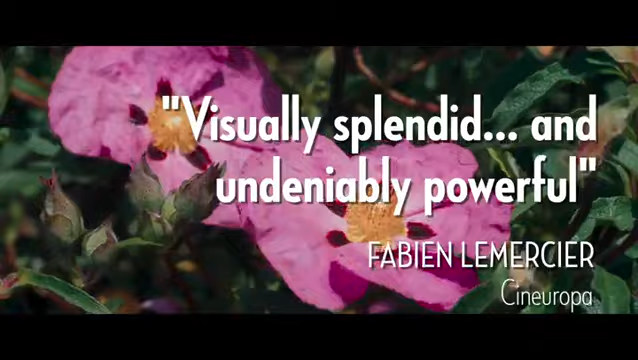 "Visually splendid... and
undeniably powerful"
FABIEN LEMERCIER
Cineuropa